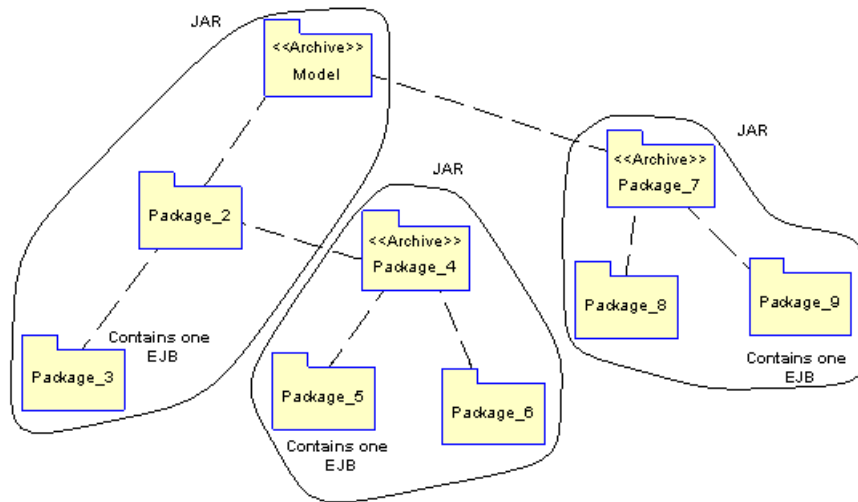 JAR
<<Archive>>
Model
JAR
<<Archive>>
Package_7
JAR
Package_2
<<Archive>>
Package_4
Package_8
Package_9
Contains one
EJB
Package_3
Contains one
EJB
Package_5
Package_6
Contains one
EJB